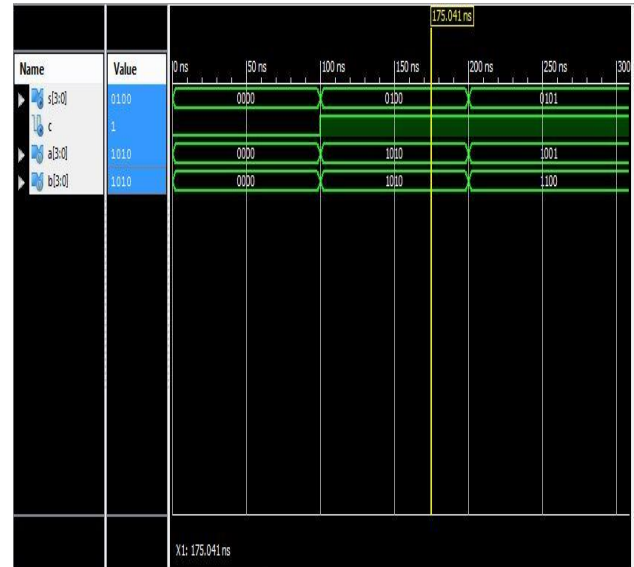 175.041 ns
Name Value 0 ns 50 ns 100 ns 150 ns 200 ns 250 ns 300
s[3:0] 0100 0000 0100 0101
c 1
a[3:0] 1010 0000 1010 1001
b[3:0] 1010 0000 1010 1100
X1: 175.041 ns